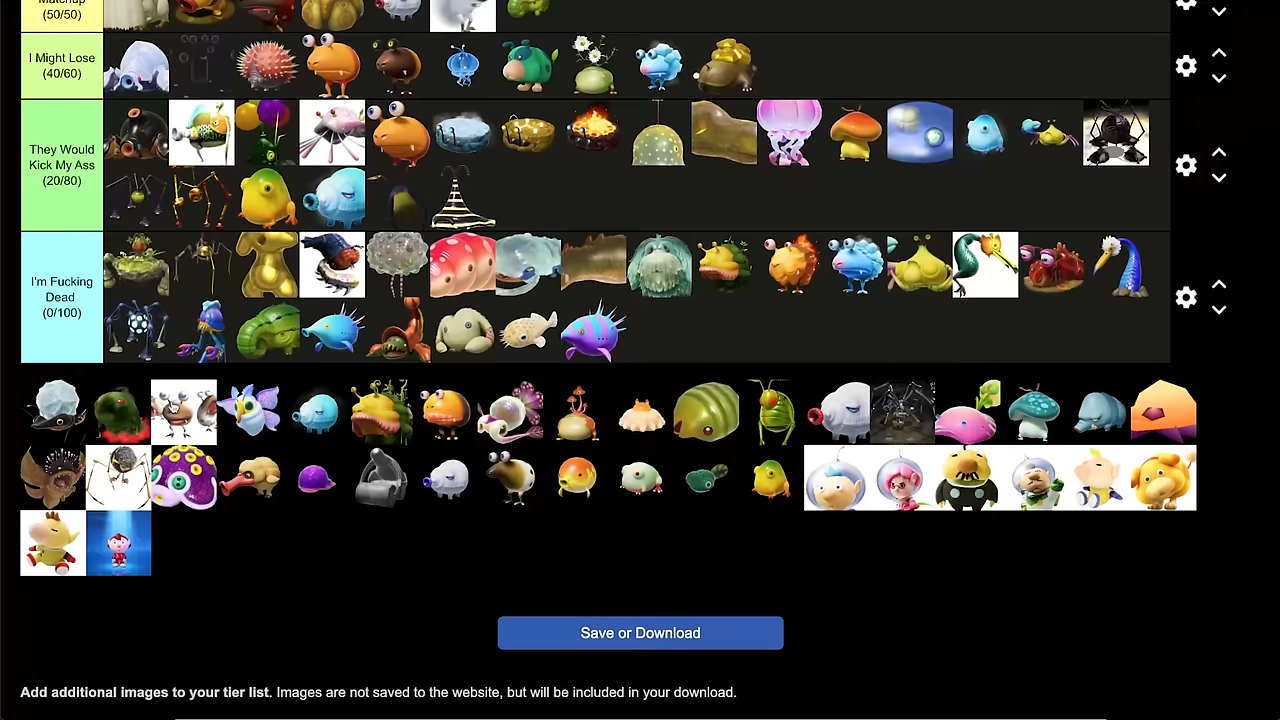 Matchup
(50/50)
I Might Lose
(40/60)
They Would
Kick My Ass
(20/80)
I'm Fucking
Dead
(0/100)
Save or Download
Add additional images to your tier list. Images are not saved to the website, but will be included in your download.